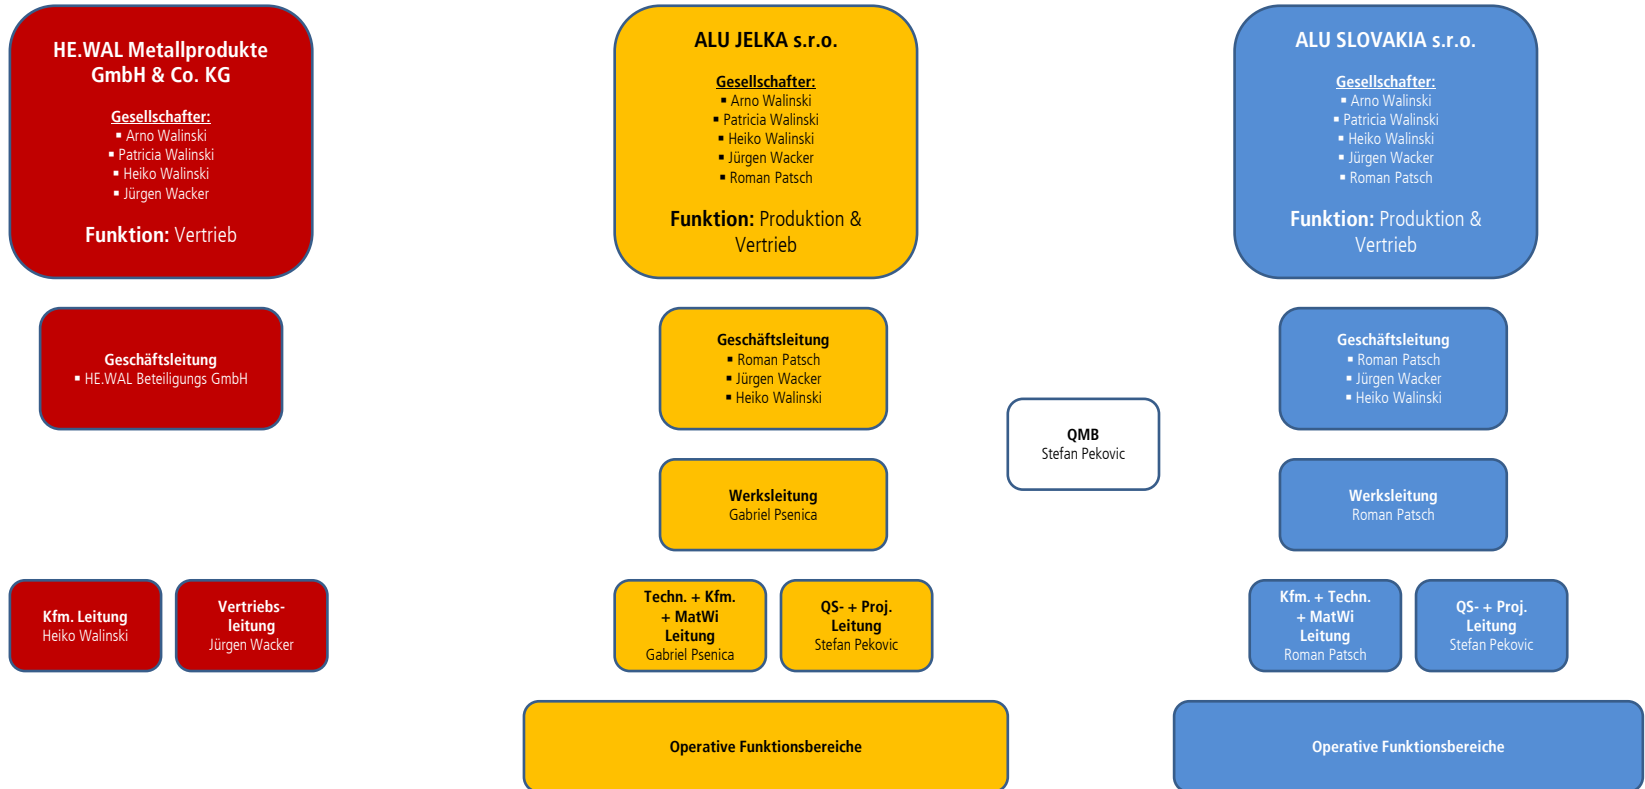 HE.WAL Metallprodukte
GmbH & Co. KG
Gesellschafter:
▪ Arno Walinski
▪ Patricia Walinski
▪ Heiko Walinski
▪ Jürgen Wacker
Funktion: Vertrieb
Geschäftsleitung
▪ HE.WAL Beteiligungs GmbH
Kfm. Leitung
Heiko Walinski
Vertriebs-
leitung
Jürgen Wacker
ALU JELKA s.r.o.
Gesellschafter:
▪ Arno Walinski
▪ Patricia Walinski
▪ Heiko Walinski
▪ Jürgen Wacker
▪ Roman Patsch
Funktion: Produktion &
Vertrieb
Geschäftsleitung
▪ Roman Patsch
▪ Jürgen Wacker
▪ Heiko Walinski
Werksleitung
Gabriel Psenica
Techn. + Kfm.
+ MatWi
Leitung
Gabriel Psenica
QS- + Proj.
Leitung
Stefan Pekovic
Operative Funktionsbereiche
QMB
Stefan Pekovic
ALU SLOVAKIA s.r.o.
Gesellschafter:
▪ Arno Walinski
▪ Patricia Walinski
▪ Heiko Walinski
▪ Jürgen Wacker
▪ Roman Patsch
Funktion: Produktion &
Vertrieb
Geschäftsleitung
▪ Roman Patsch
▪ Jürgen Wacker
▪ Heiko Walinski
Werksleitung
Roman Patsch
Kfm. + Techn.
+ MatWi
Leitung
Roman Patsch
QS- + Proj.
Leitung
Stefan Pekovic
Operative Funktionsbereiche